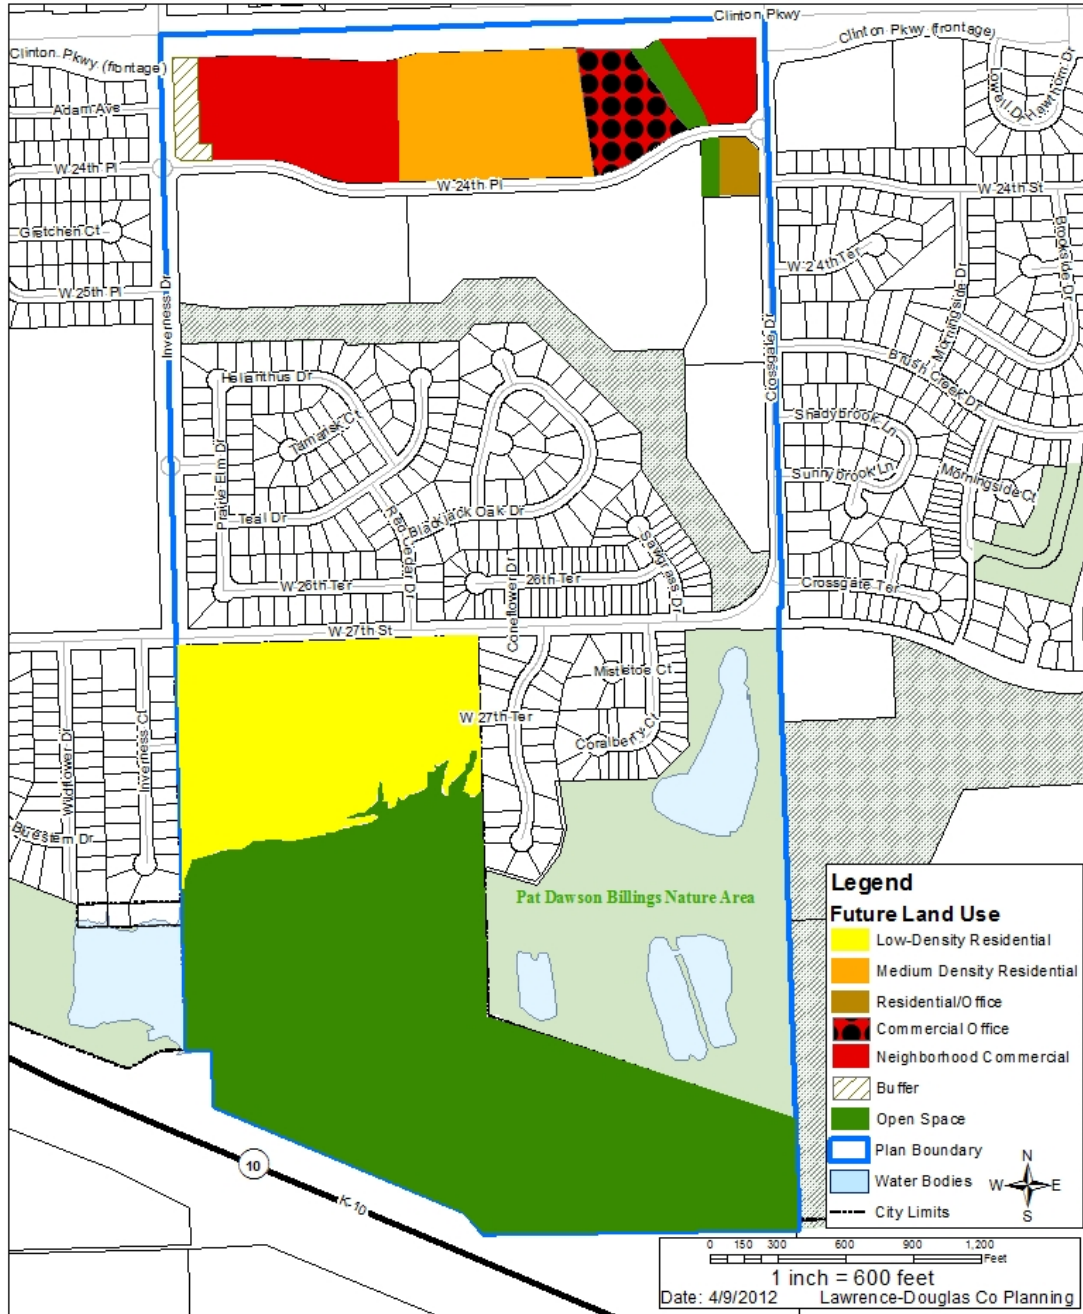 Clinton Pkwy
Clinton Pkwy (frontage)
Clinton Pkwy (frontage)
Lowell Dr
Hawthorn Dr
Adam Ave
W 24th Pl
W 24th Pl
W 24th St
Gretchen Ct
W 25th Pl
Inverness Dr
W 24th Ter
Morningside Dr
Brookside Dr
Crossgate Dr
Brush Creek Dr
Helianthus Dr
Tamarisk Ct
Prairie Elm Dr
Teal Dr
Red Cedar Dr
Blackjack Oak Dr
Shadybrook Ln
Sunnybrook Ln
Morningside Ct
Sawgrass Dr
W 26th Ter
Coneflower Dr
26th Ter
Crossgate Ter
W 27th St
Mistletoe Ct
W 27th Ter
Coralberry Ct
Wildflower Dr
Inverness Ct
Bluestem Dr
Pat Dawson Billings Nature Area
10
K-10
Legend
Future Land Use
Low-Density Residential
Medium Density Residential
Residential/Office
Commercial Office
Neighborhood Commercial
Buffer
Open Space
Plan Boundary
Water Bodies
City Limits
N
W E
S
0 150 300 600 900 1,200
Feet
1 inch = 600 feet
Date: 4/9/2012 Lawrence-Douglas Co Planning